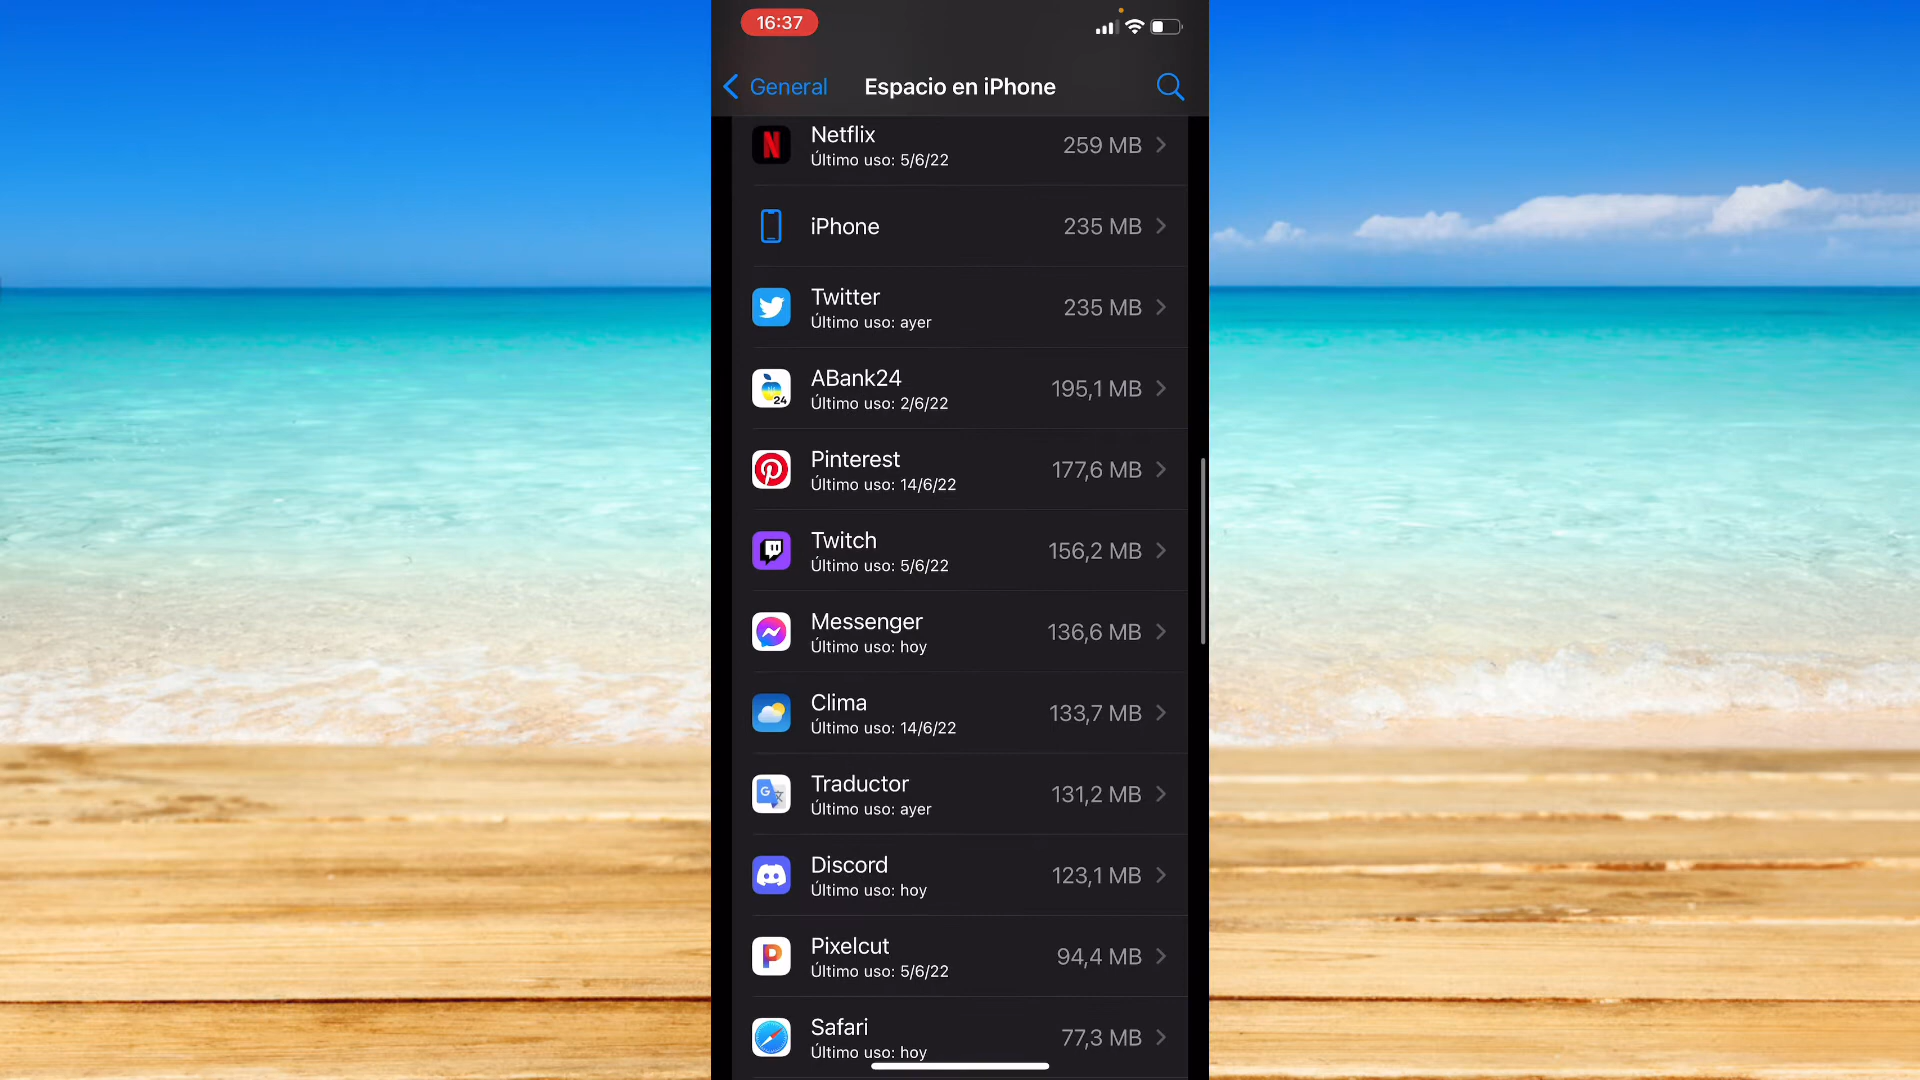 16:37
General
Espacio en iPhone
Netflix
Último uso: 5/6/22
259 MB
iPhone
235 MB
Twitter
Último uso: ayer
235 MB
24
ABank24
Último uso: 2/6/22
195,1 MB
Pinterest
Último uso: 14/6/22
177,6 MB
Twitch
Último uso: 5/6/22
156,2 MB
Messenger
Último uso: hoy
136,6 MB
Clima
Último uso: 14/6/22
133,7 MB
Traductor
Último uso: ayer
131,2 MB
Discord
Último uso: hoy
123,1 MB
Pixelcut
Último uso: 5/6/22
94,4 MB
Safari
Último uso: hoy
77,3 MB